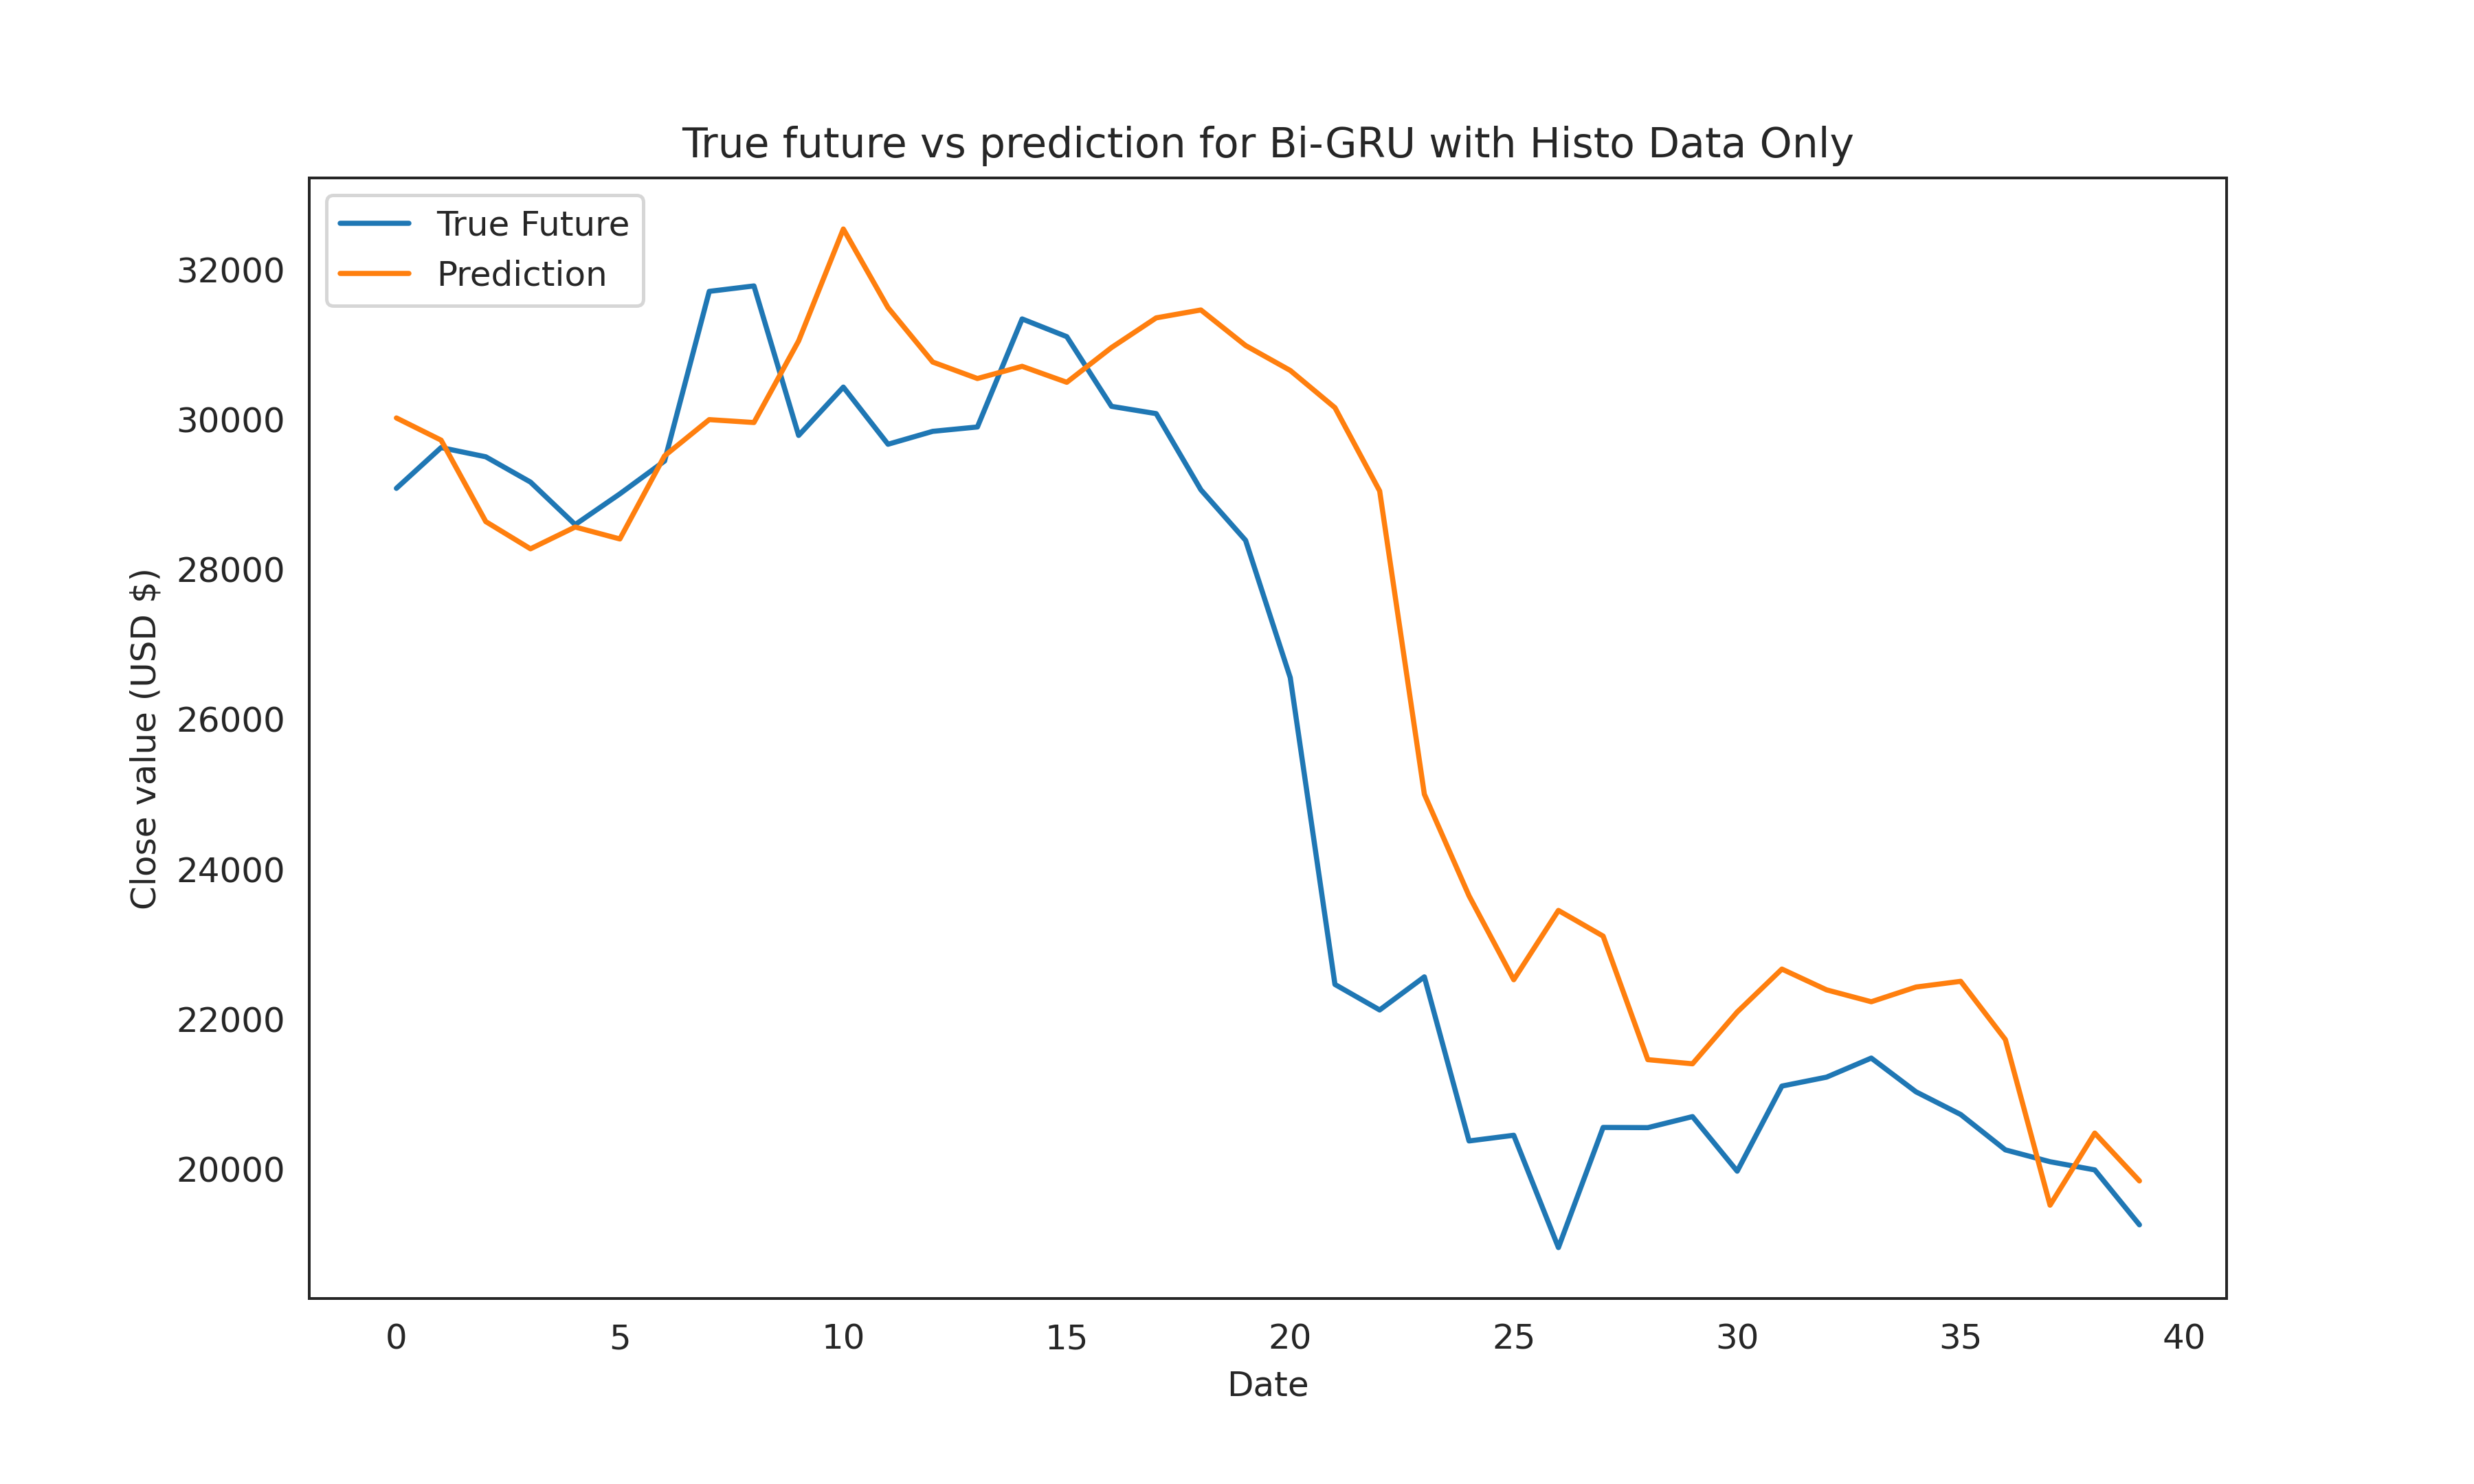 True future vs prediction for Bi-GRU with Histo Data Only
True Future
Prediction
32000
30000
28000
26000
24000
22000
20000
Close value (USD $)
0 5 10 15 20 25 30 35 40
Date